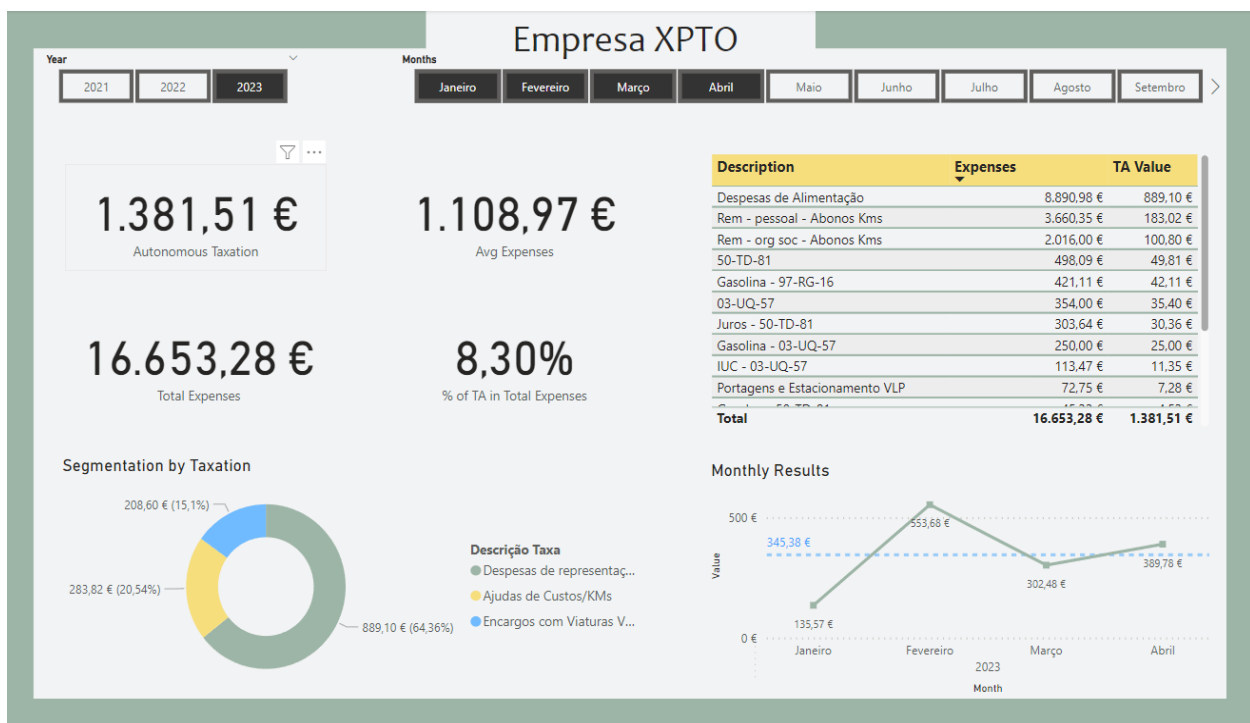 Empresa XPTO
Year
2021 2022 2023
Months
Janeiro Fevereiro Março Abril Maio Junho Julho Agosto Setembro
1.381,51 €
Autonomous Taxation
1.108,97 €
Avg Expenses
16.653,28 €
Total Expenses
8,30%
% of TA in Total Expenses
Description Expenses TA Value
Despesas de Alimentação 8.890,98 € 889,10 €
Rem - pessoal - Abonos Kms 3.660,35 € 183,02 €
Rem - org soc - Abonos Kms 2.016,00 € 100,80 €
50-TD-81 498,09 € 49,81 €
Gasolina - 97-RG-16 421,11 € 42,11 €
03-UQ-57 354,00 € 35,40 €
Juros - 50-TD-81 303,64 € 30,36 €
Gasolina - 03-UQ-57 250,00 € 25,00 €
IUC - 03-UQ-57 113,47 € 11,35 €
Portagens e Estacionamento VLP 72,75 € 7,28 €
Total 16.653,28 € 1.381,51 €
Segmentation by Taxation
208,60 € (15,1%)
283,82 € (20,54%)
889,10 € (64,36%)
Descrição Taxa
Despesas de representaç...
Ajudas de Custos/KMs
Encargos com Viaturas V...
Monthly Results
Value
500 €
0 €
345,38 €
135,57 €
553,68 €
302,48 €
389,78 €
Janeiro Fevereiro Março Abril
2023
Month